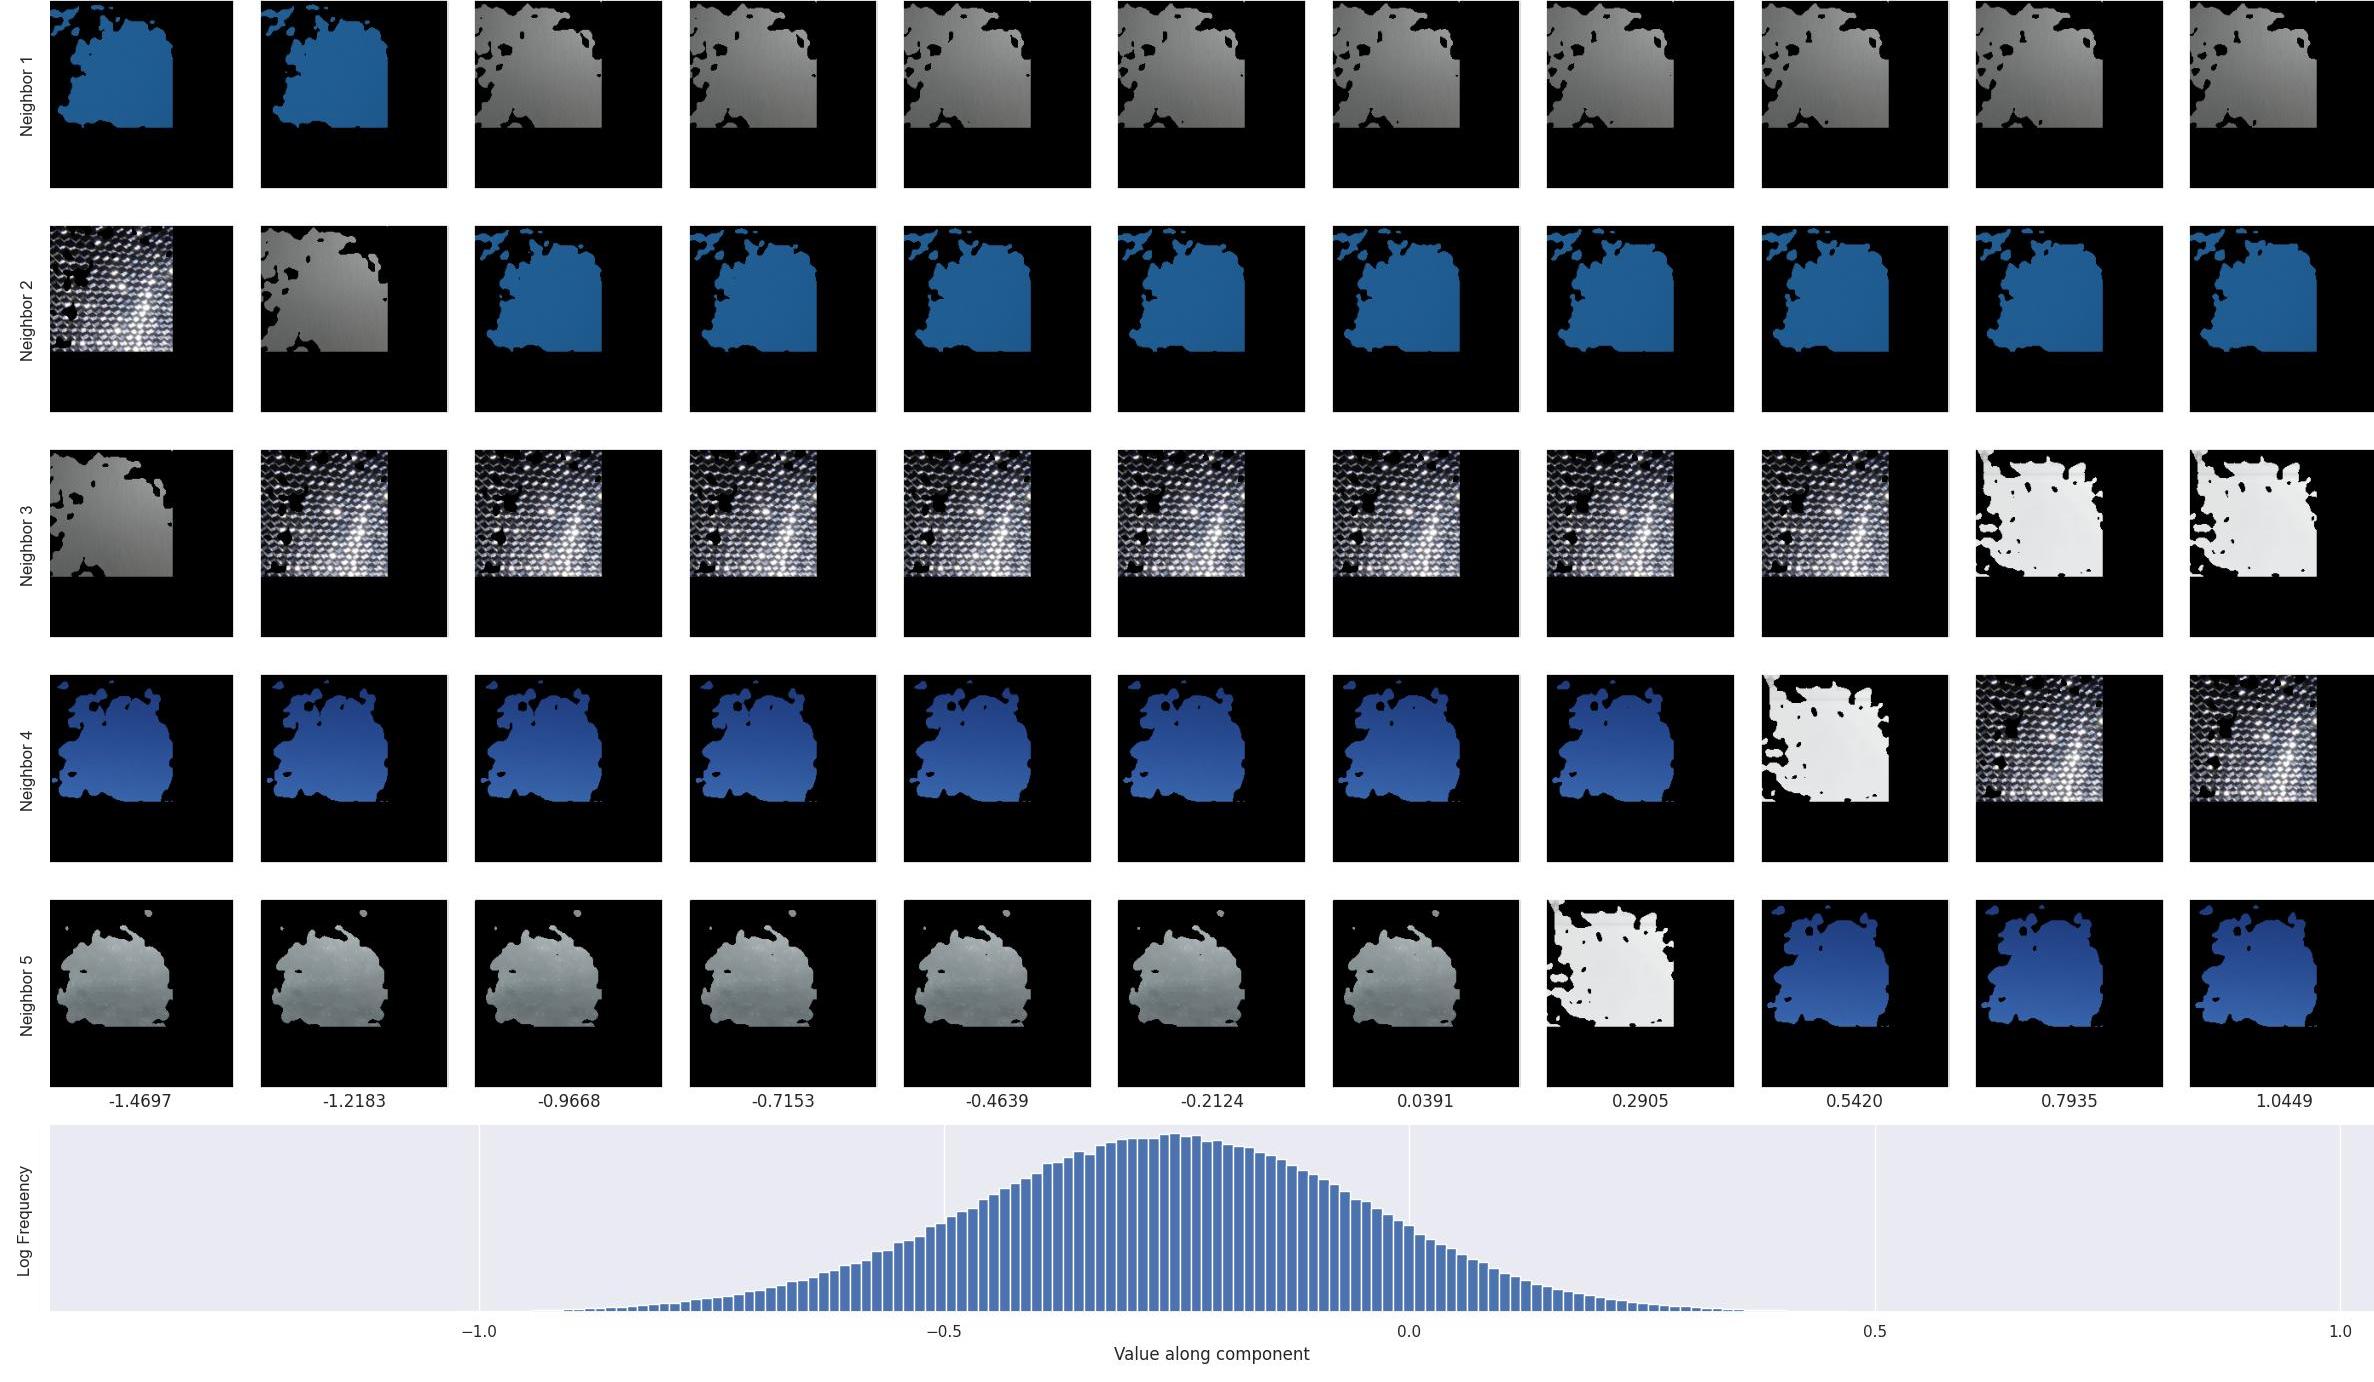 Neighbor 1
Neighbor 2
Neighbor 3
Neighbor 4
Neighbor 5
-1.4697 -1.2183 -0.9668 -0.7153 -0.4639 -0.2124 0.0391 0.2905 0.5420 0.7935 1.0449
Log Frequency
−1.0 −0.5 0.0 0.5 1.0
Value along component